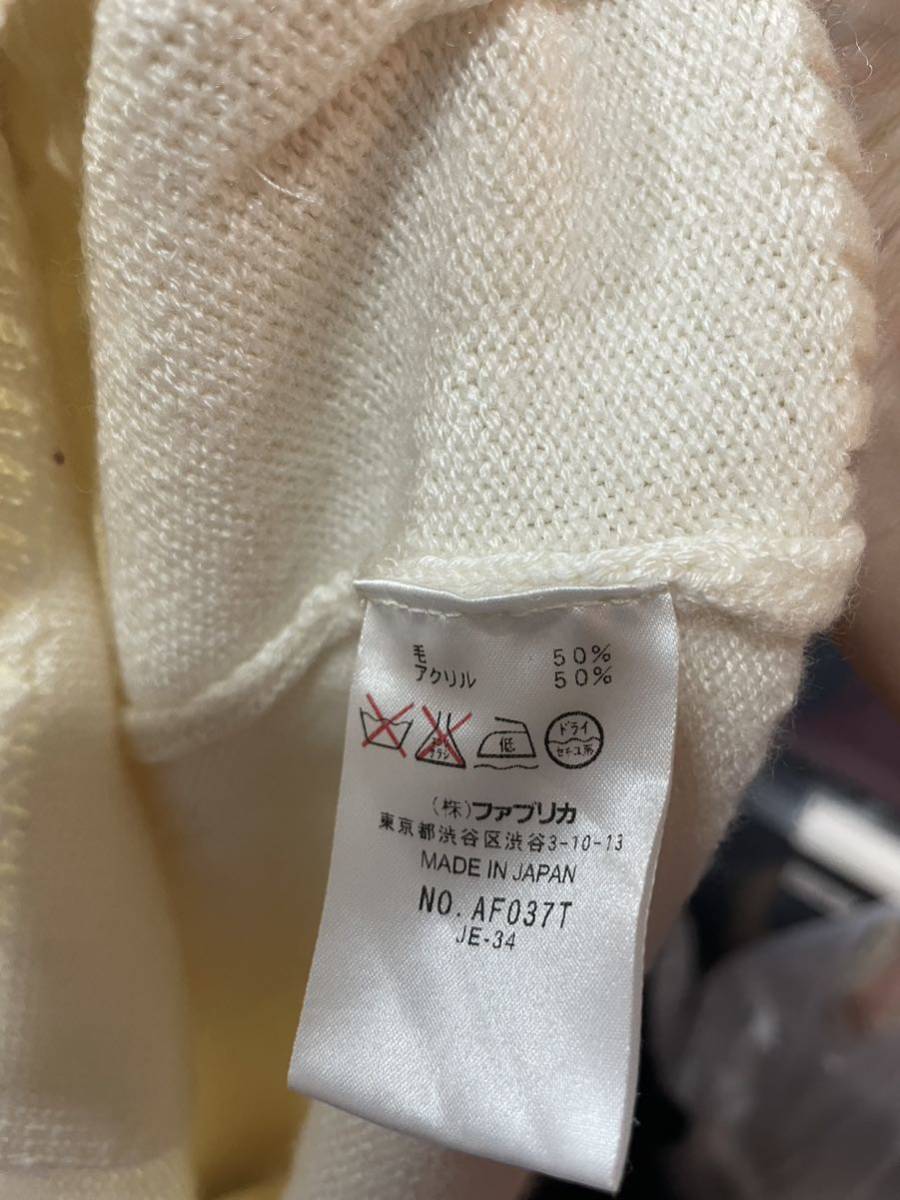 毛 50%
アクリル 50%
低
ドライ
セキユ系
(株)ファブリカ
東京都渋谷区渋谷3-10-13
MADE IN JAPAN
NO. AF037T
JE-34